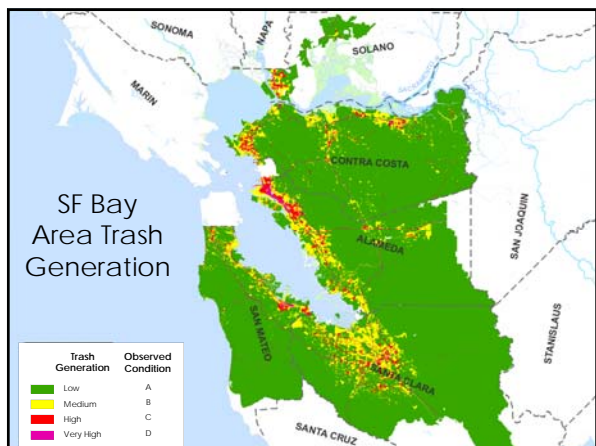 SONOMA
NAPA
SOLANO
MARIN
CONTRA COSTA
SAN JOAQUIN
SF Bay
Area Trash
Generation
ALAMEDA
STANISLAUS
SAN MATEO
SANTA CLARA
SANTA CRUZ
Trash Observed
Generation Condition
Low A
Medium B
High C
Very High D